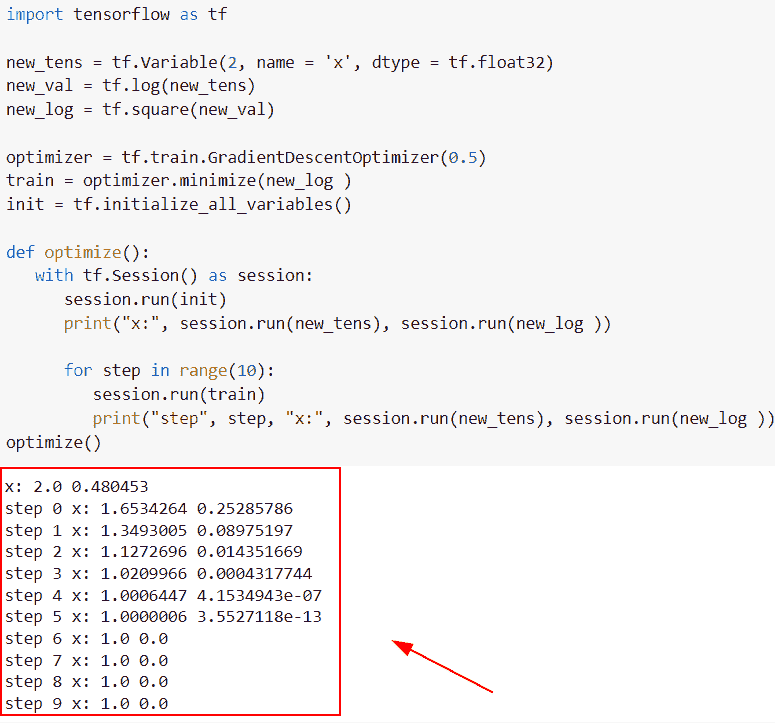 import tensorflow as tf
new_tens = tf.Variable(2, name = 'x', dtype = tf.float32)
new_val = tf.log(new_tens)
new_log = tf.square(new_val)
optimizer = tf.train.GradientDescentOptimizer(0.5)
train = optimizer.minimize(new_log )
init = tf.initialize_all_variables()
def optimize():
   with tf.Session() as session:
      session.run(init)
      print("x:", session.run(new_tens), session.run(new_log ))
      for step in range(10):
         session.run(train)
         print("step", step, "x:", session.run(new_tens), session.run(new_log ))
optimize()
x: 2.0 0.480453
step 0 x: 1.6534264 0.25285786
step 1 x: 1.3493005 0.08975197
step 2 x: 1.1272696 0.014351669
step 3 x: 1.0209966 0.0004317744
step 4 x: 1.0006447 4.1534943e-07
step 5 x: 1.0000006 3.5527118e-13
step 6 x: 1.0 0.0
step 7 x: 1.0 0.0
step 8 x: 1.0 0.0
step 9 x: 1.0 0.0